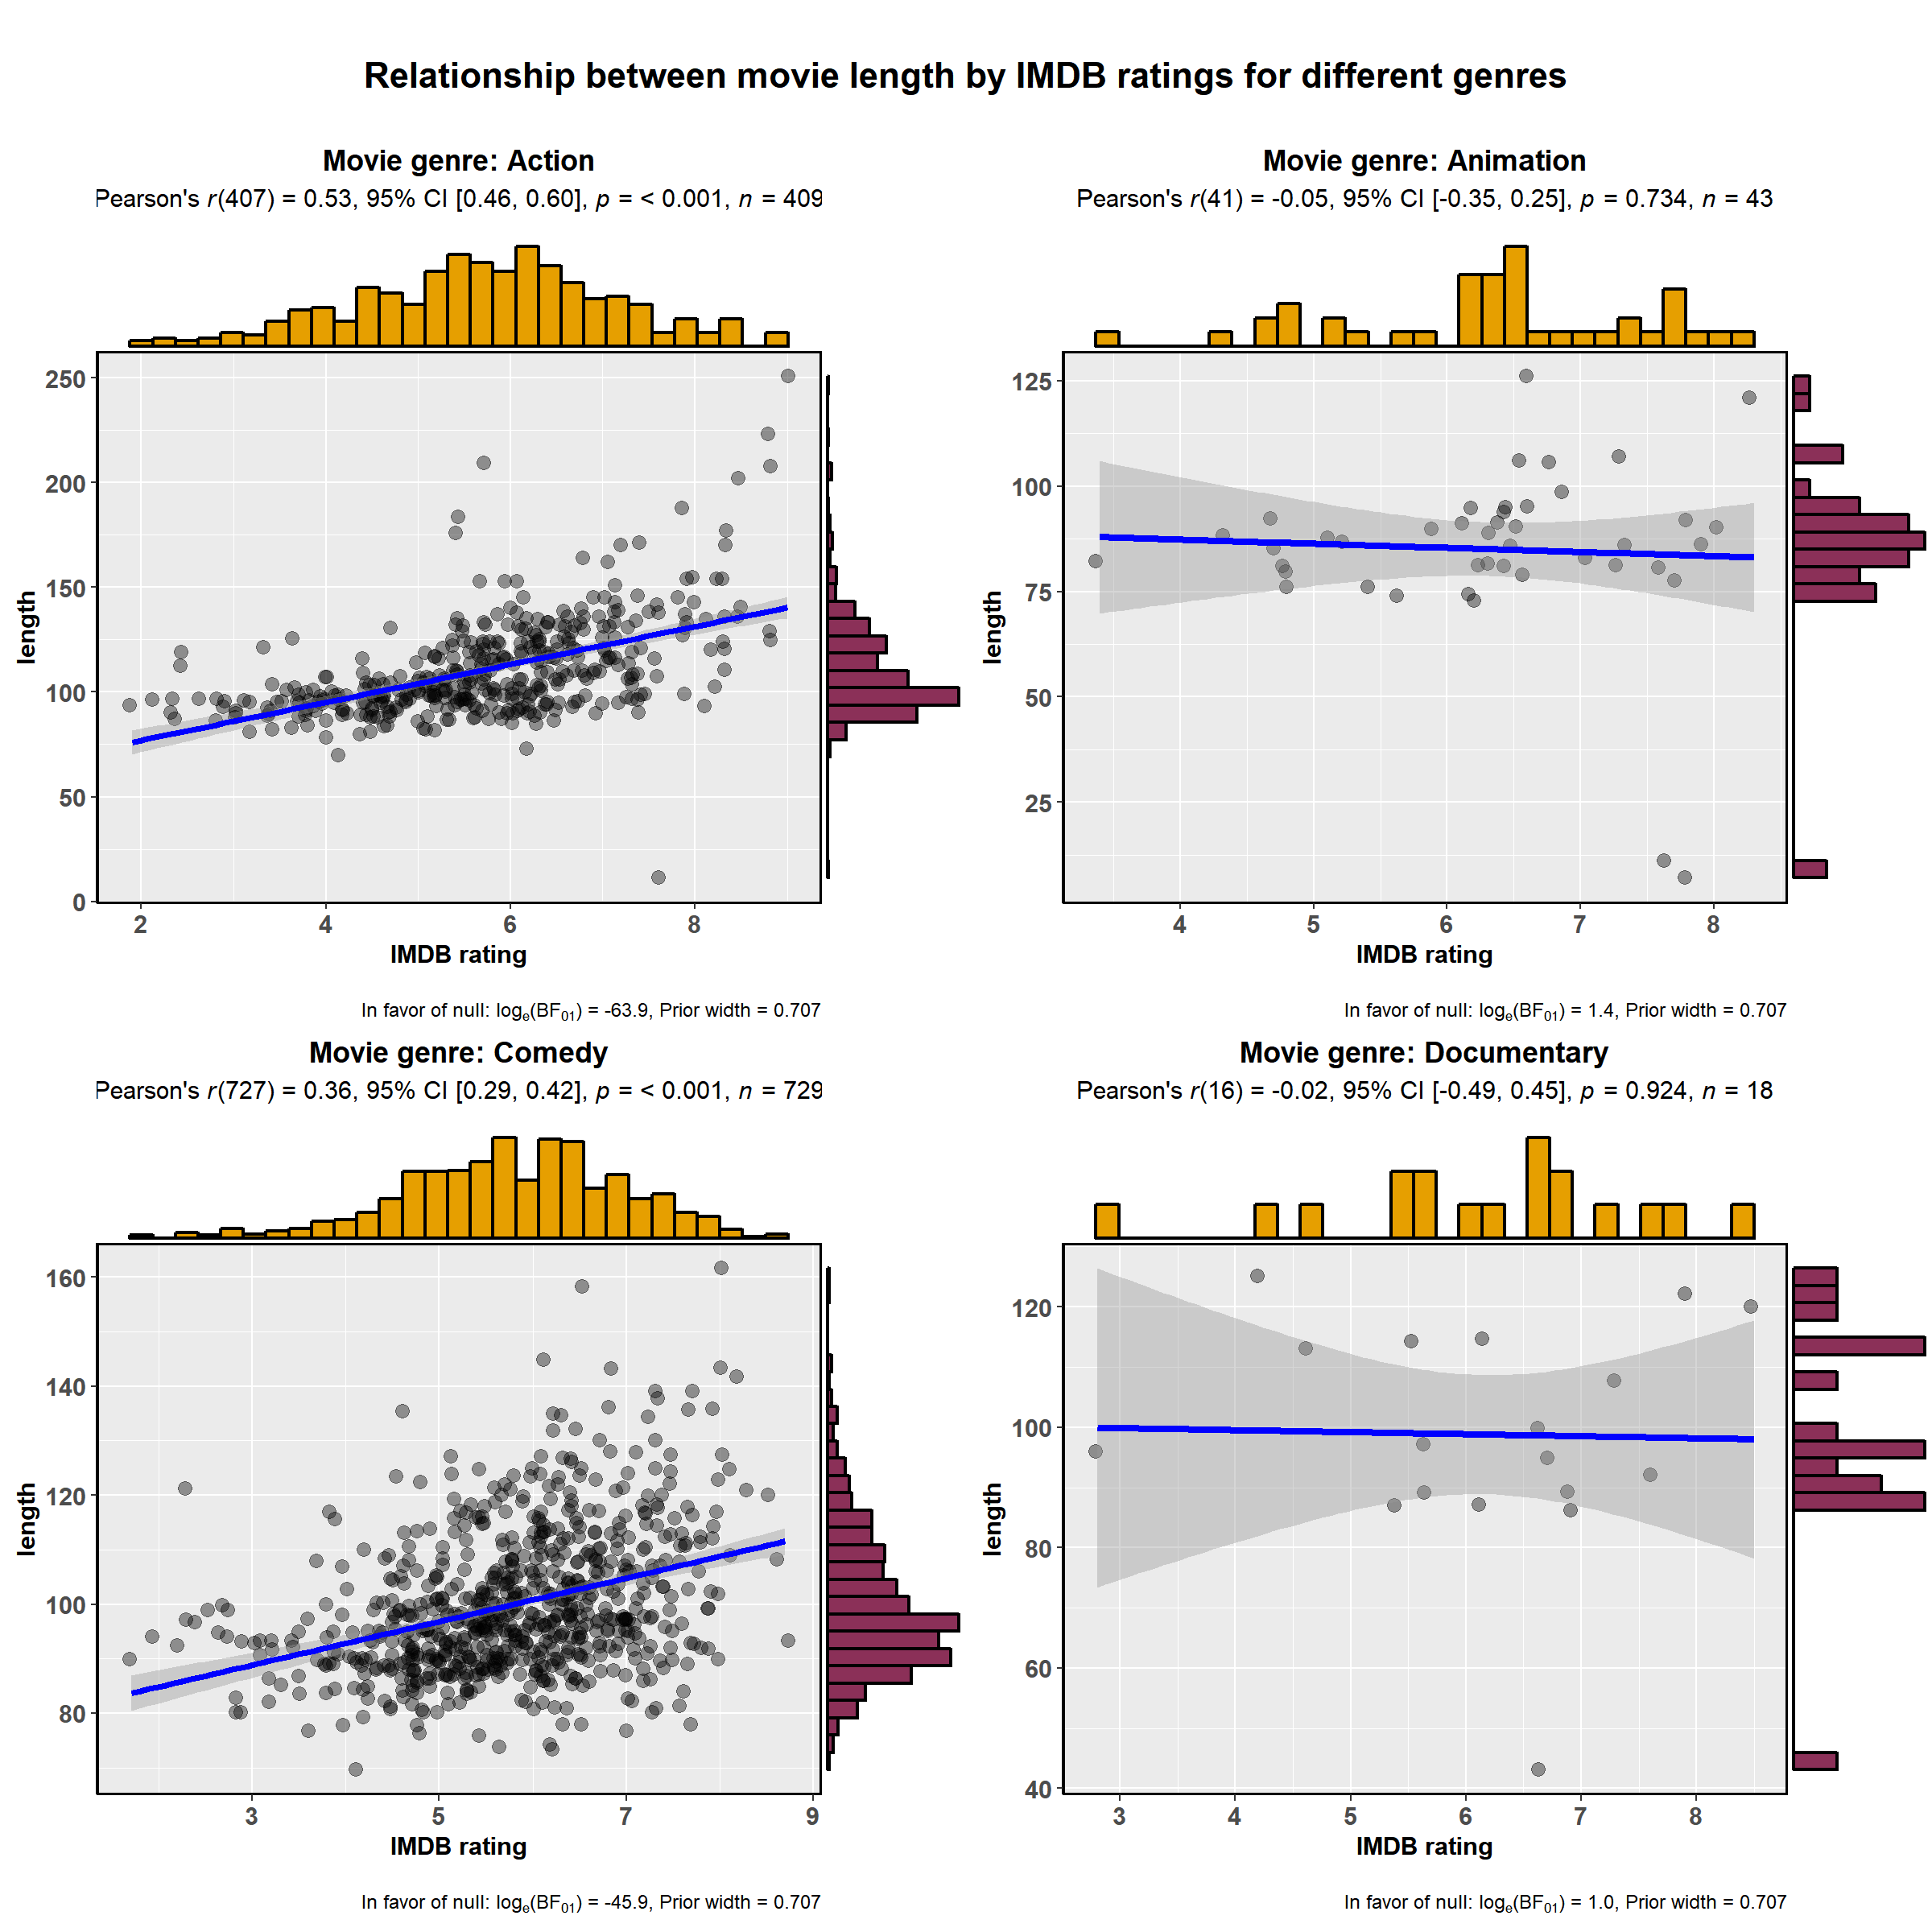 Relationship between movie length by IMDB ratings for different genres
Movie genre: Action
Pearson's r(407) = 0.53, 95% CI [0.46, 0.60], p = < 0.001, n = 409
250
200
150
100
50
0
length
2 4 6 8
IMDB rating
In favor of null: logₑ(BF₀₁) = -63.9, Prior width = 0.707
Movie genre: Animation
Pearson's r(41) = -0.05, 95% CI [-0.35, 0.25], p = 0.734, n = 43
125
100
75
50
25
length
4 5 6 7 8
IMDB rating
In favor of null: logₑ(BF₀₁) = 1.4, Prior width = 0.707
Movie genre: Comedy
Pearson's r(727) = 0.36, 95% CI [0.29, 0.42], p = < 0.001, n = 729
160
140
120
100
80
length
3 5 7 9
IMDB rating
In favor of null: logₑ(BF₀₁) = -45.9, Prior width = 0.707
Movie genre: Documentary
Pearson's r(16) = -0.02, 95% CI [-0.49, 0.45], p = 0.924, n = 18
120
100
80
60
40
length
3 4 5 6 7 8
IMDB rating
In favor of null: logₑ(BF₀₁) = 1.0, Prior width = 0.707